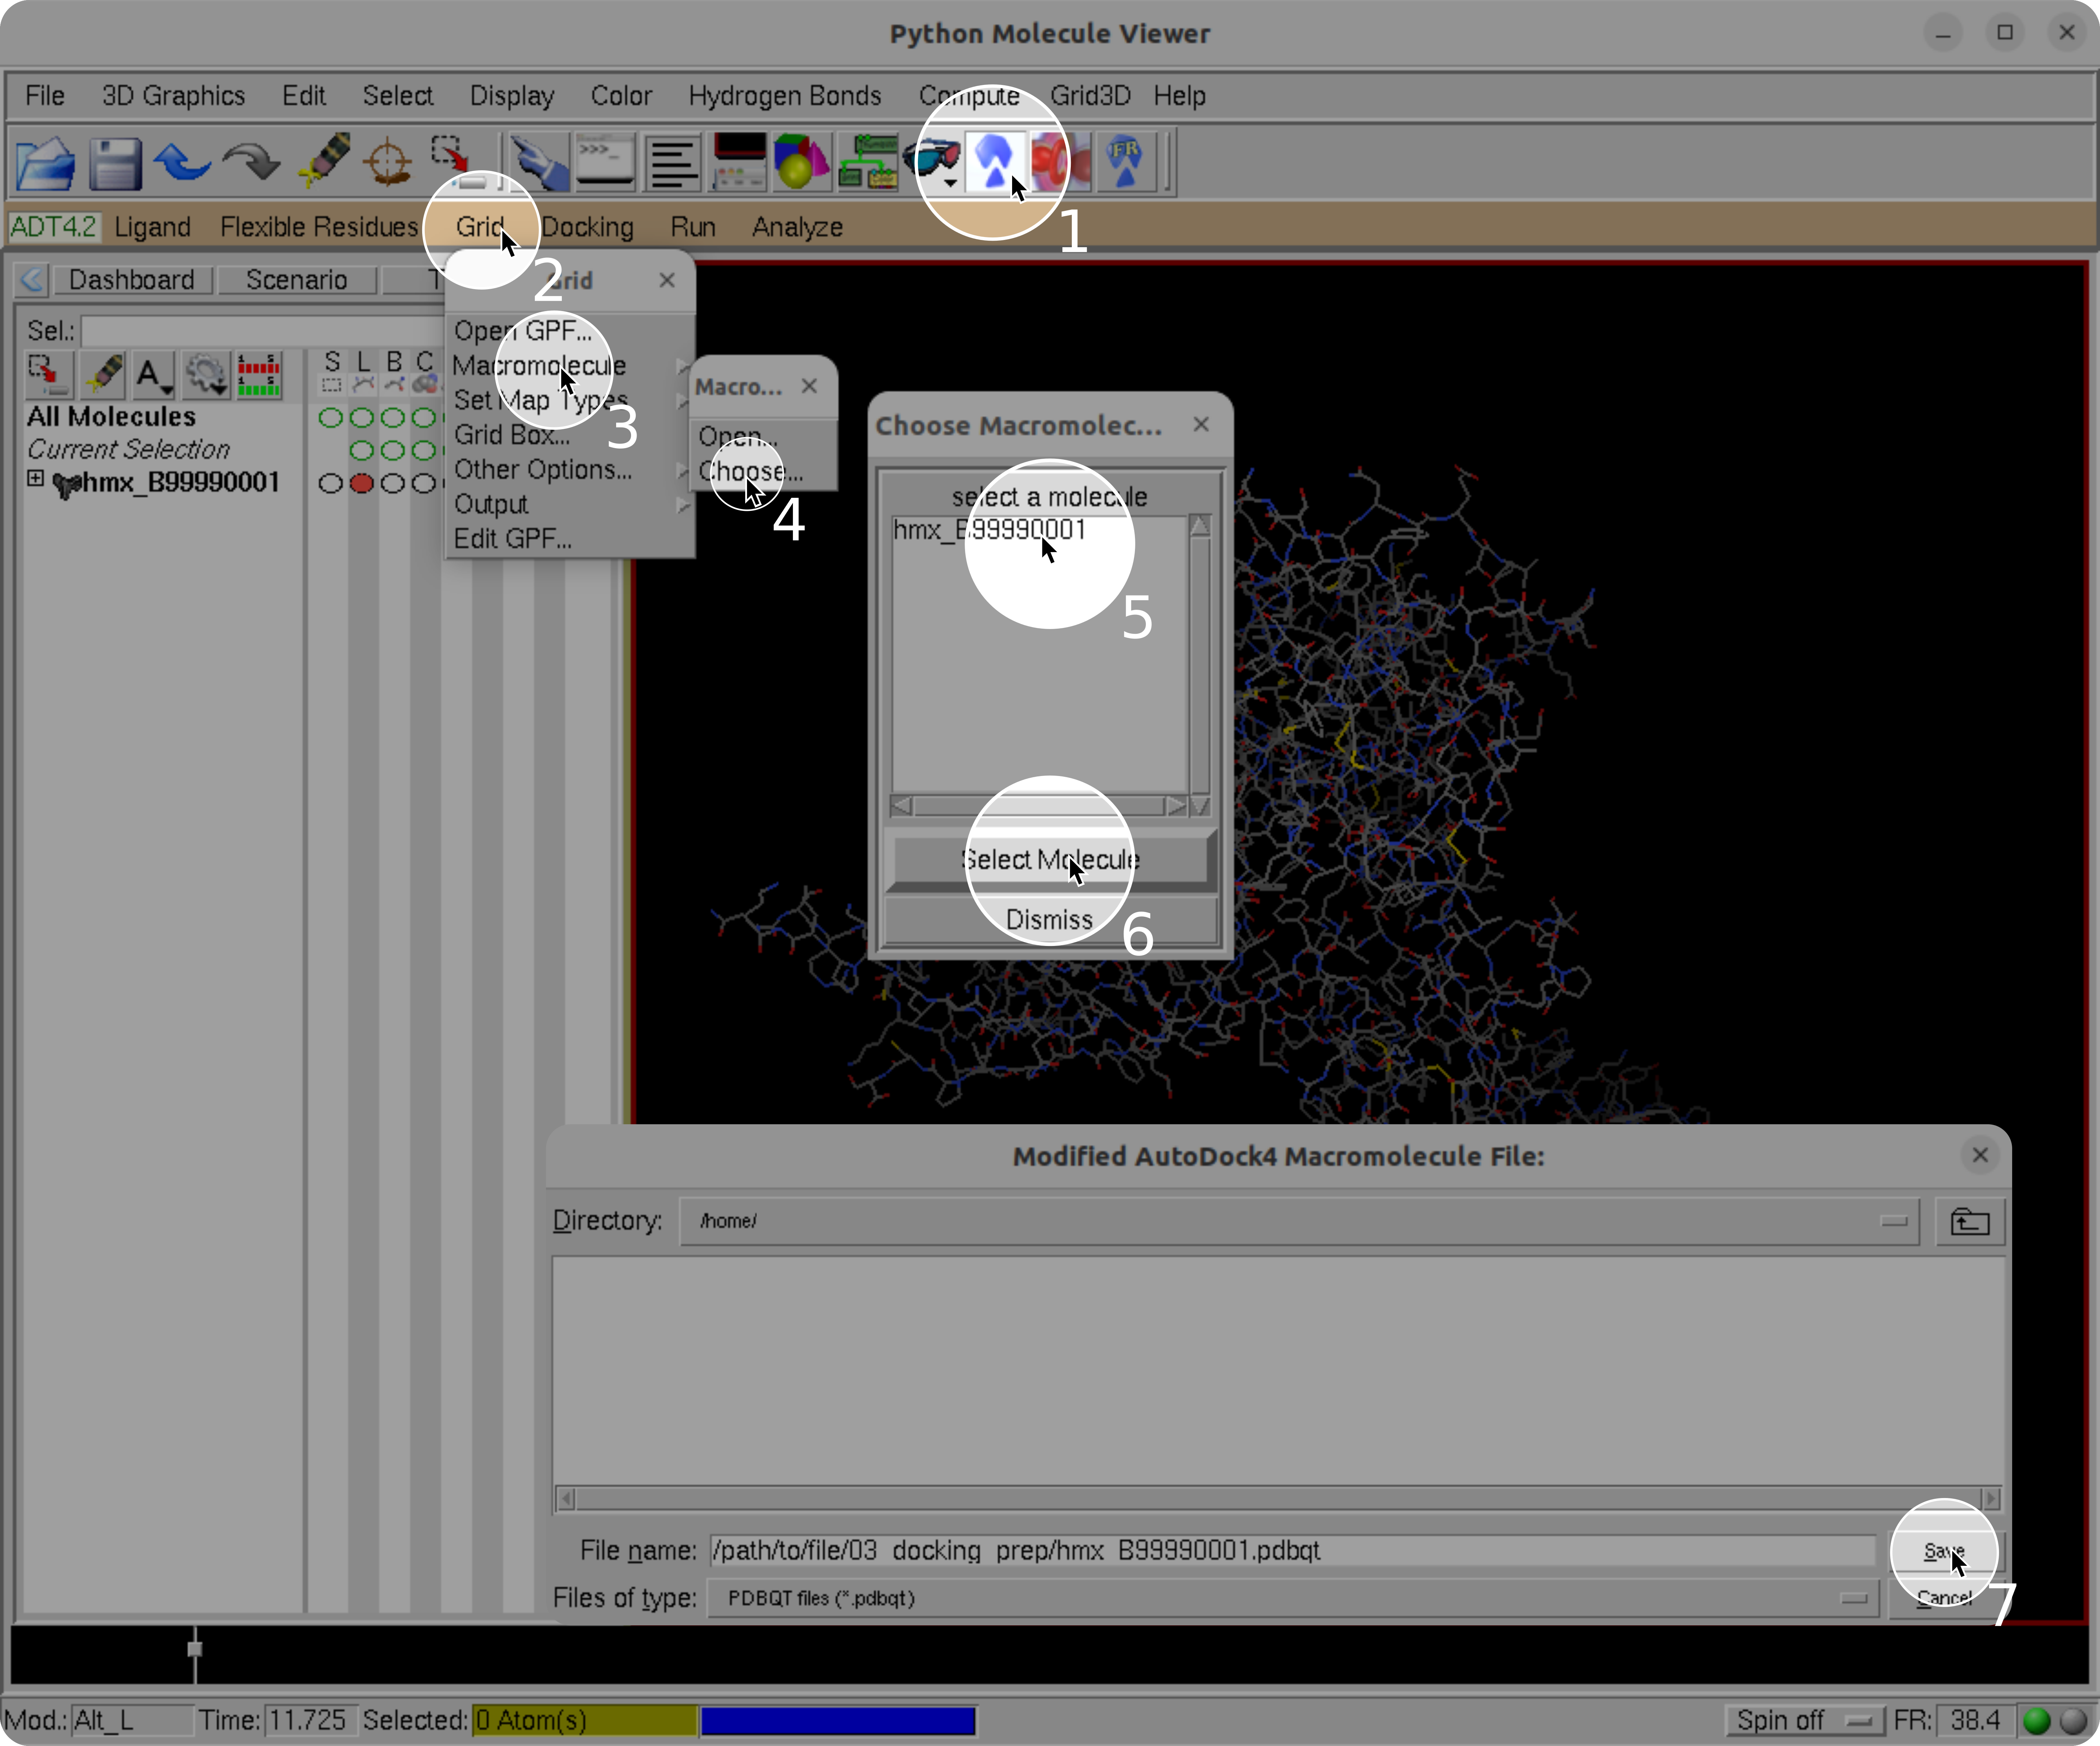 Python Molecule Viewer
File 3D Graphics Edit Select Display Color Hydrogen Bonds Compute Grid3D Help
>>>_
FR
1
ADT4.2 Ligand Flexible Residues Grid Docking Run Analyze
2
Dashboard Scenario T
Grid
Sel.:
Open GPF...
Macromolecule
Set Map Types
3
Grid Box...
Other Options...
Output
Edit GPF...
A
S L B C
All Molecules
Current Selection
hmx_B99990001
Macro...
Open...
Choose...
4
Choose Macromolec...
select a molecule
hmx_B99990001
5
Select Molecule
Dismiss
6
Modified AutoDock4 Macromolecule File:
Directory: /home/
File name: /path/to/file/03 docking prep/hmx B99990001.pdbqt Save
Files of type: PDBQT files (*.pdbqt) Cancel
7
Mod.: Alt_L Time: 11.725 Selected: 0 Atom(s) Spin off FR: 38.4